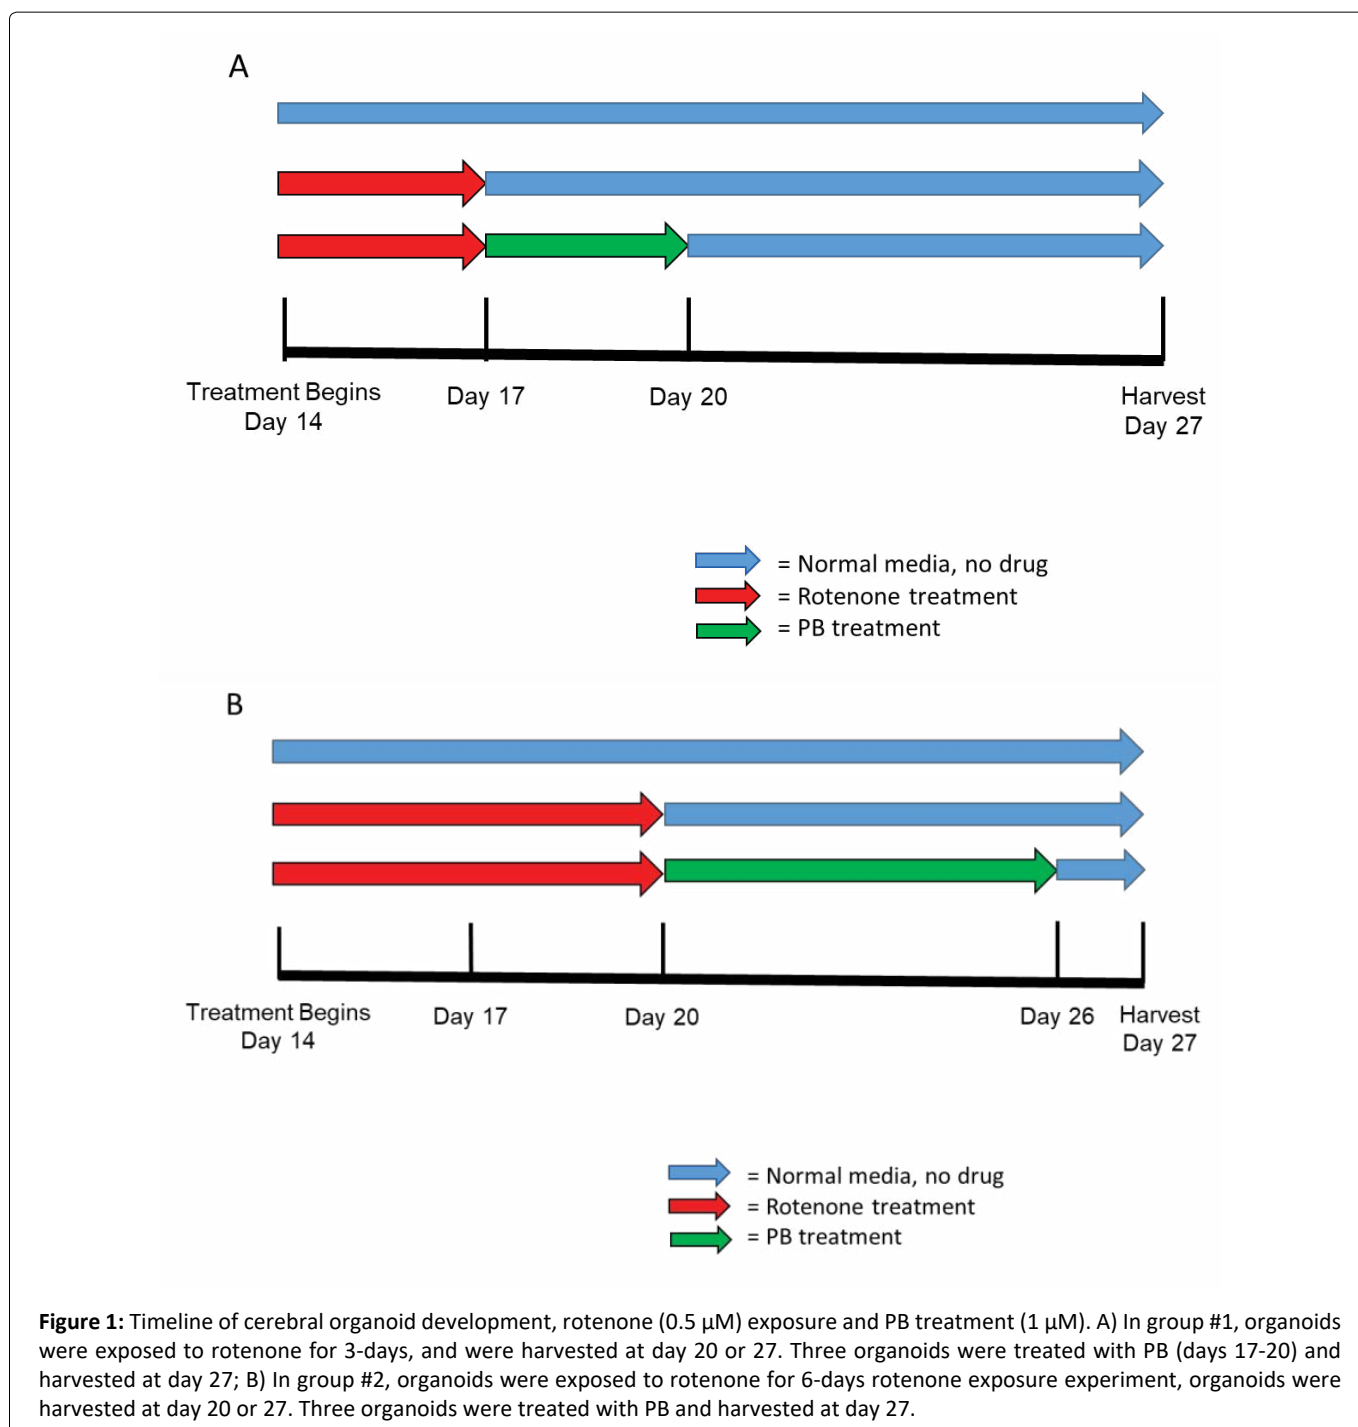 A
Treatment Begins
Day 14
Day 17
Day 20
Harvest
Day 27
= Normal media, no drug
= Rotenone treatment
= PB treatment
B
Treatment Begins
Day 14
Day 17
Day 20
Day 26
Harvest
Day 27
= Normal media, no drug
= Rotenone treatment
= PB treatment
Figure 1: Timeline of cerebral organoid development, rotenone (0.5 μM) exposure and PB treatment (1 μM). A) In group #1, organoids
were exposed to rotenone for 3-days, and were harvested at day 20 or 27. Three organoids were treated with PB (days 17-20) and
harvested at day 27; B) In group #2, organoids were exposed to rotenone for 6-days rotenone exposure experiment, organoids were
harvested at day 20 or 27. Three organoids were treated with PB and harvested at day 27.